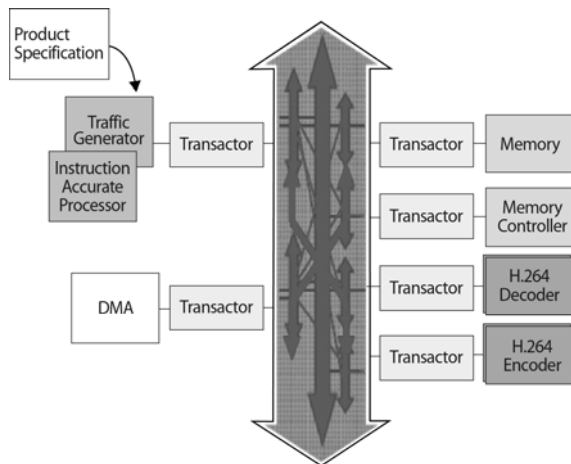 Product
Specification
Traffic
Generator
Instruction
Accurate
Processor
Transactor
DMA
Transactor
Transactor
Memory
Transactor
Memory
Controller
Transactor
H.264
Decoder
Transactor
H.264
Encoder